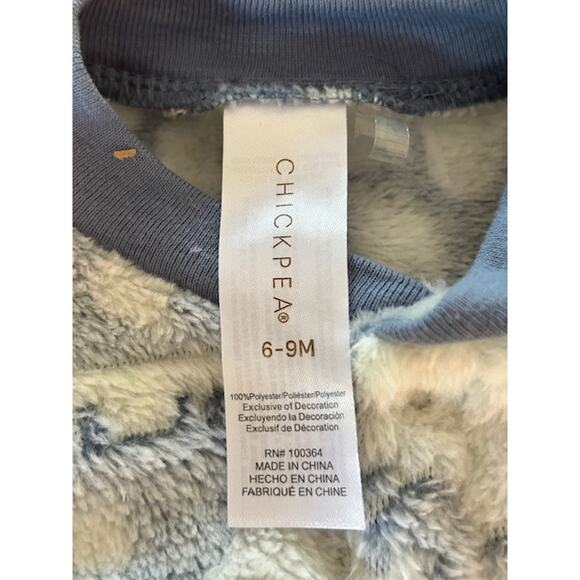 CHICKPEA®
6-9M
100%Polyester/Poliéster/Polyester
Exclusive of Decoration
Excluyendo la Decoración
Exclusif de Décoration
RN# 100364
MADE IN CHINA
HECHO EN CHINA
FABRIQUÉ EN CHINE